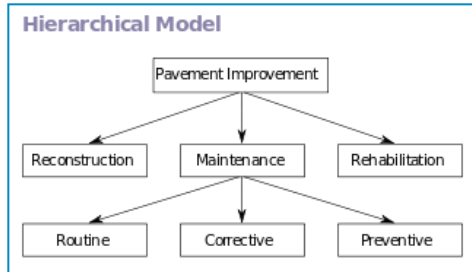 Hierarchical Model
Pavement Improvement
Reconstruction Maintenance Rehabilitation
Routine Corrective Preventive